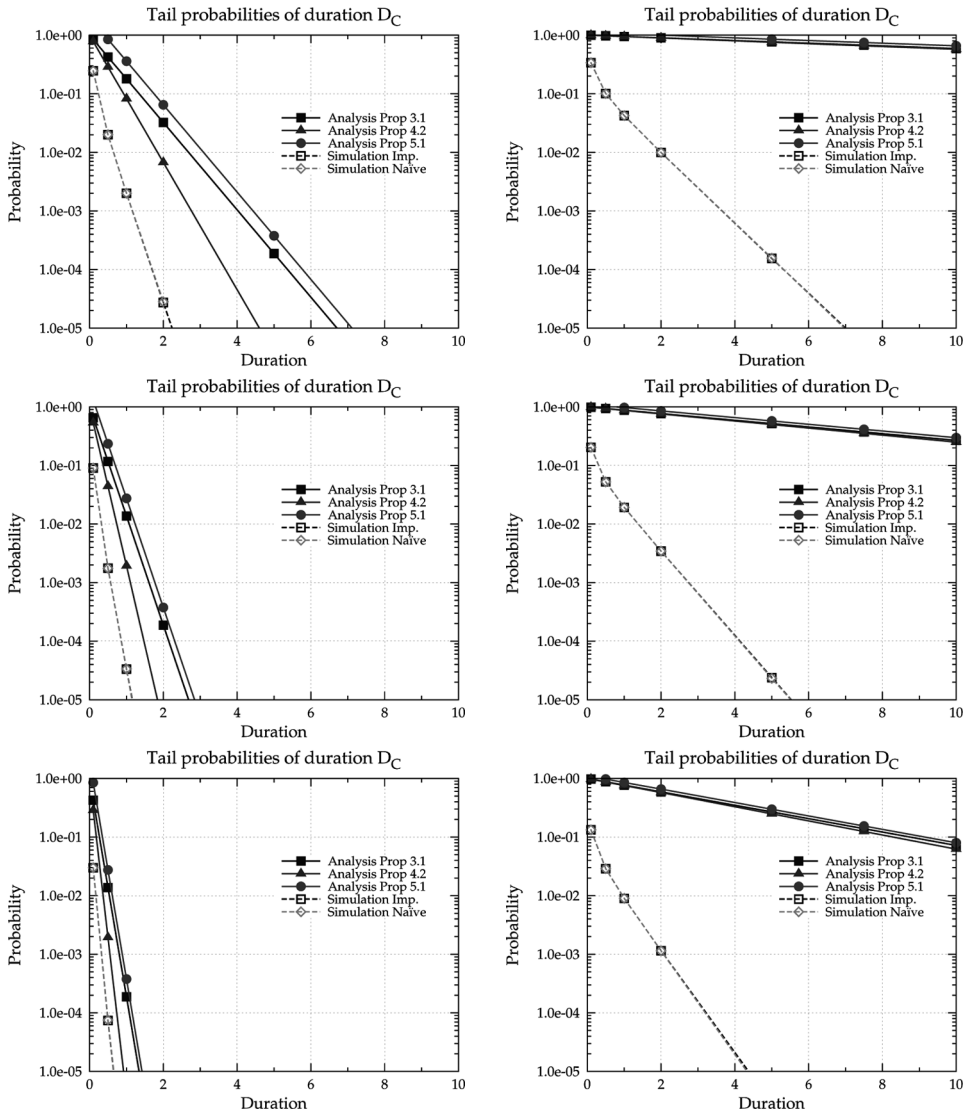 Tail probabilities of duration D_C
1.0e+00
1.0e-01
1.0e-02
1.0e-03
1.0e-04
1.0e-05
Probability
Analysis Prop 3.1
Analysis Prop 4.2
Analysis Prop 5.1
Simulation Imp.
Simulation Naïve
0 2 4 6 8 10
Duration
Tail probabilities of duration D_C
1.0e+00
1.0e-01
1.0e-02
1.0e-03
1.0e-04
1.0e-05
Probability
Analysis Prop 3.1
Analysis Prop 4.2
Analysis Prop 5.1
Simulation Imp.
Simulation Naïve
0 2 4 6 8 10
Duration
Tail probabilities of duration D_C
1.0e+00
1.0e-01
1.0e-02
1.0e-03
1.0e-04
1.0e-05
Probability
Analysis Prop 3.1
Analysis Prop 4.2
Analysis Prop 5.1
Simulation Imp.
Simulation Naïve
0 2 4 6 8 10
Duration
Tail probabilities of duration D_C
1.0e+00
1.0e-01
1.0e-02
1.0e-03
1.0e-04
1.0e-05
Probability
Analysis Prop 3.1
Analysis Prop 4.2
Analysis Prop 5.1
Simulation Imp.
Simulation Naïve
0 2 4 6 8 10
Duration
Tail probabilities of duration D_C
1.0e+00
1.0e-01
1.0e-02
1.0e-03
1.0e-04
1.0e-05
Probability
Analysis Prop 3.1
Analysis Prop 4.2
Analysis Prop 5.1
Simulation Imp.
Simulation Naïve
0 2 4 6 8 10
Duration
Tail probabilities of duration D_C
1.0e+00
1.0e-01
1.0e-02
1.0e-03
1.0e-04
1.0e-05
Probability
Analysis Prop 3.1
Analysis Prop 4.2
Analysis Prop 5.1
Simulation Imp.
Simulation Naïve
0 2 4 6 8 10
Duration